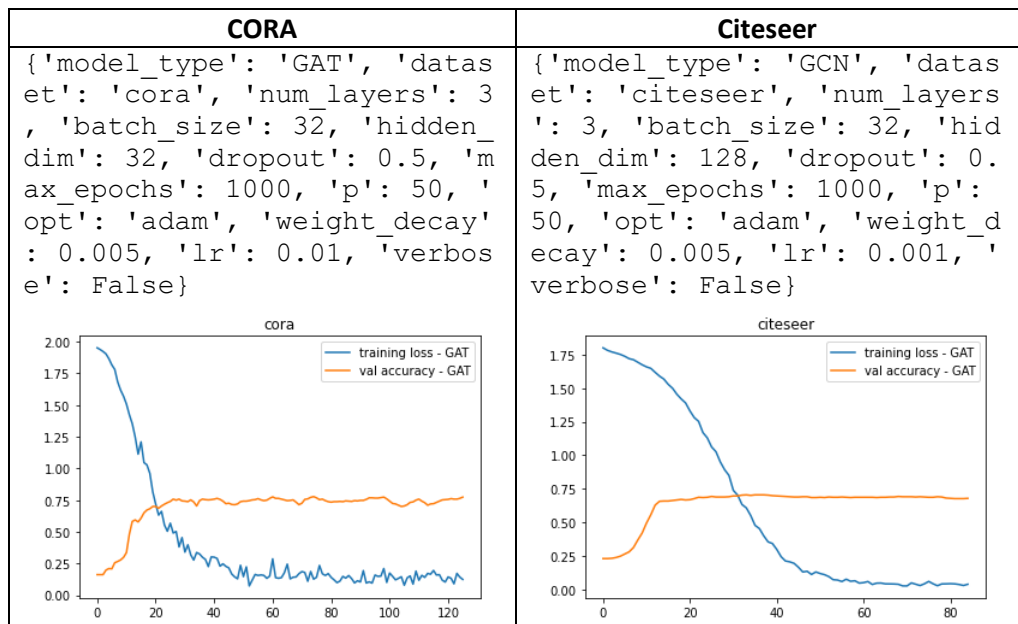 CORA
Citeseer
{'model_type': 'GAT', 'datas
et': 'cora', 'num_layers': 3
, 'batch_size': 32, 'hidden_
dim': 32, 'dropout': 0.5, 'm
ax_epochs': 1000, 'p': 50, '
opt': 'adam', 'weight_decay'
: 0.005, 'lr': 0.01, 'verbos
e': False}
{'model_type': 'GCN', 'datas
et': 'citeseer', 'num_layers
': 3, 'batch_size': 32, 'hid
den_dim': 128, 'dropout': 0.
5, 'max_epochs': 1000, 'p':
50, 'opt': 'adam', 'weight_d
ecay': 0.005, 'lr': 0.001, '
verbose': False}
cora
training loss - GAT
val accuracy - GAT
2.00
1.75
1.50
1.25
1.00
0.75
0.50
0.25
0.00
0 20 40 60 80 100 120
citeseer
training loss - GAT
val accuracy - GAT
1.75
1.50
1.25
1.00
0.75
0.50
0.25
0.00
0 20 40 60 80